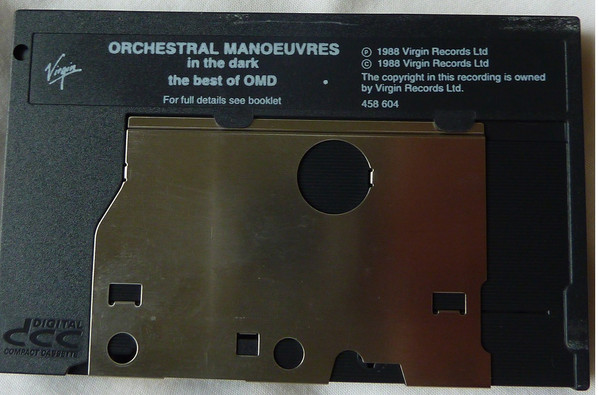 Virgin
ORCHESTRAL MANOEUVRES
in the dark
the best of OMD
For full details see booklet
℗ 1988 Virgin Records Ltd
© 1988 Virgin Records Ltd
The copyright in this recording is owned
by Virgin Records Ltd.
458 604
DIGITAL
dcc
COMPACT CASSETTE